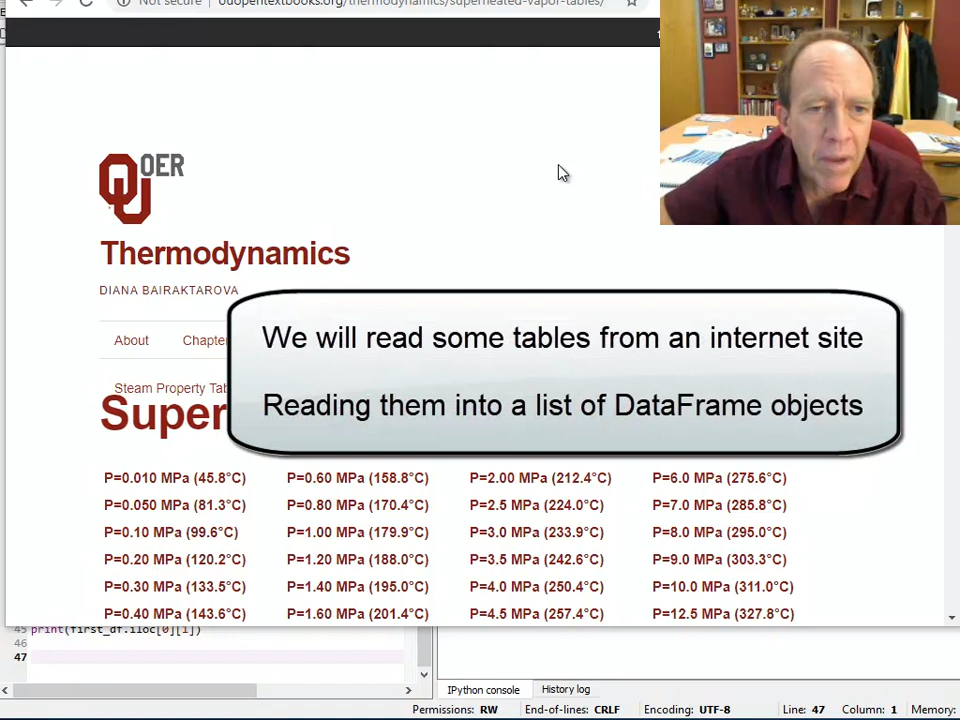 Not secure | ouopentextbooks.org/thermodynamics/superheated-vapor-tables/
OU OER
Thermodynamics
DIANA BAIRAKTAROVA
About Chapte
We will read some tables from an internet site
Steam Property Tab
Reading them into a list of DataFrame objects
Super
P=0.010 MPa (45.8°C) P=0.60 MPa (158.8°C) P=2.00 MPa (212.4°C) P=6.0 MPa (275.6°C)
P=0.050 MPa (81.3°C) P=0.80 MPa (170.4°C) P=2.5 MPa (224.0°C) P=7.0 MPa (285.8°C)
P=0.10 MPa (99.6°C) P=1.00 MPa (179.9°C) P=3.0 MPa (233.9°C) P=8.0 MPa (295.0°C)
P=0.20 MPa (120.2°C) P=1.20 MPa (188.0°C) P=3.5 MPa (242.6°C) P=9.0 MPa (303.3°C)
P=0.30 MPa (133.5°C) P=1.40 MPa (195.0°C) P=4.0 MPa (250.4°C) P=10.0 MPa (311.0°C)
P=0.40 MPa (143.6°C) P=1.60 MPa (201.4°C) P=4.5 MPa (257.4°C) P=12.5 MPa (327.8°C)
45 print(first_df.iloc[0][1])
46
47
IPython console History log
Permissions: RW End-of-lines: CRLF Encoding: UTF-8 Line: 47 Column: 1 Memory: